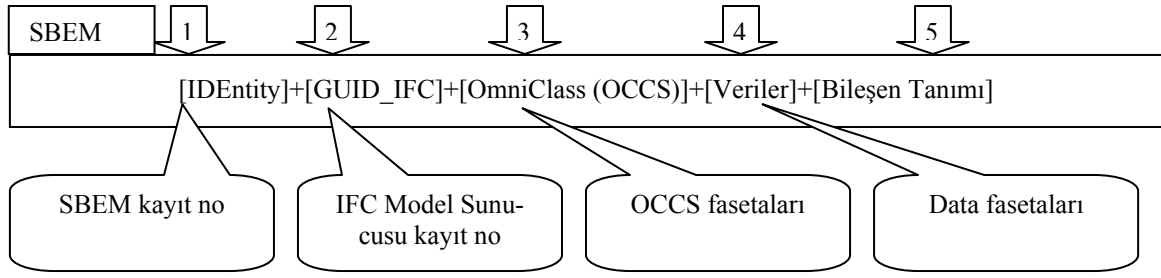 SBEM
1 2 3 4 5
[IDEntity]+[GUID_IFC]+[OmniClass (OCCS)]+[Veriler]+[Bileşen Tanımı]
SBEM kayıt no
IFC Model Sunu-
cusu kayıt no
OCCS fasetaları
Data fasetaları